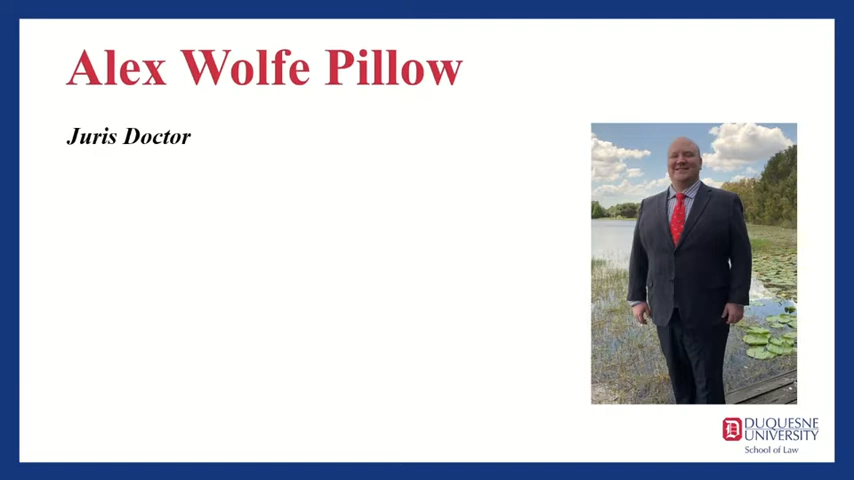 Alex Wolfe Pillow
Juris Doctor
DUQUESNE
UNIVERSITY
School of Law